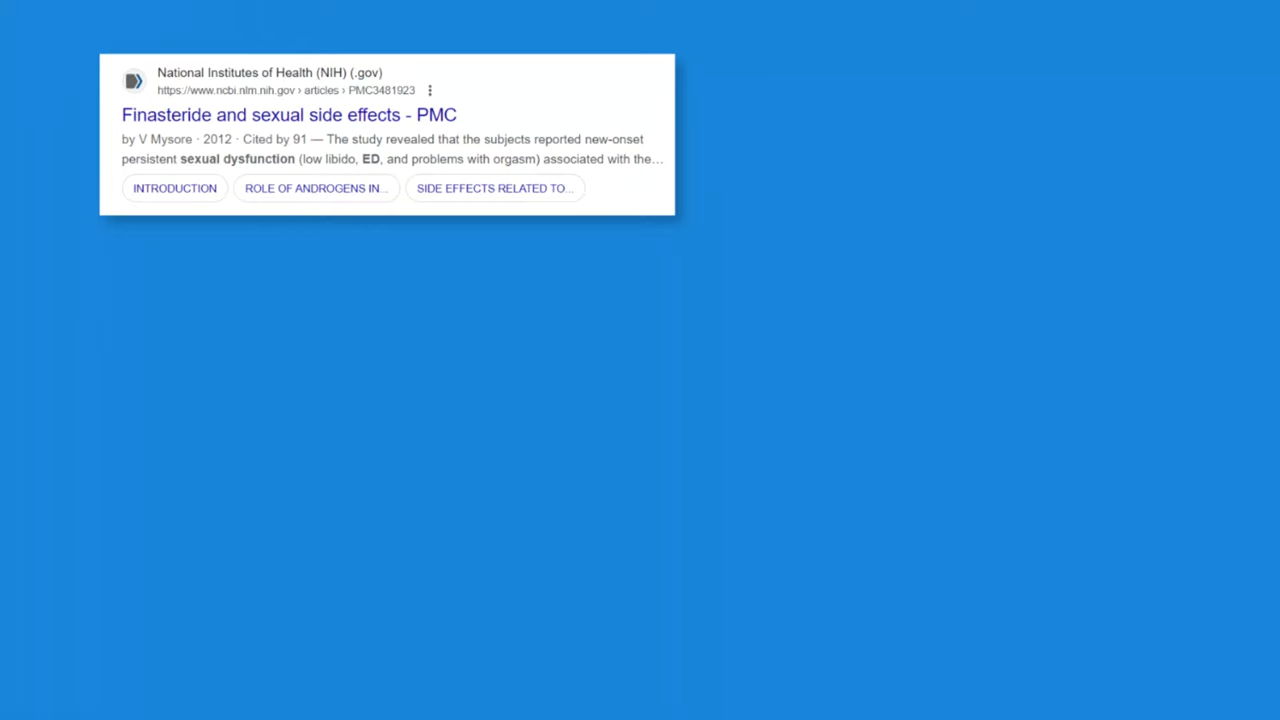 National Institutes of Health (NIH) (.gov)
https://www.ncbi.nlm.nih.gov › articles › PMC3481923
Finasteride and sexual side effects - PMC
by V Mysore · 2012 · Cited by 91 — The study revealed that the subjects reported new-onset
persistent sexual dysfunction (low libido, ED, and problems with orgasm) associated with the...
INTRODUCTION ROLE OF ANDROGENS IN... SIDE EFFECTS RELATED TO...